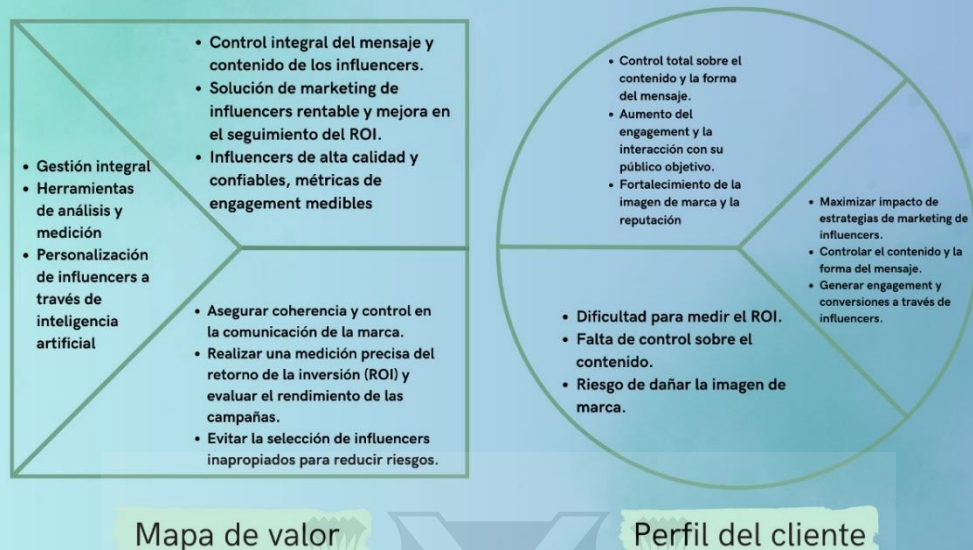 • Control integral del mensaje y
contenido de los influencers.
• Solución de marketing de
influencers rentable y mejora en
el seguimiento del ROI.
• Influencers de alta calidad y
confiables, métricas de
engagement medibles
• Gestión integral
• Herramientas
de análisis y
medición
• Personalización
de influencers a
través de
inteligencia
artificial
• Asegurar coherencia y control en
la comunicación de la marca.
• Realizar una medición precisa del
retorno de la inversión (ROI) y
evaluar el rendimiento de las
campañas.
• Evitar la selección de influencers
inapropiados para reducir riesgos.
Mapa de valor
• Control total sobre el
contenido y la forma
del mensaje.
• Aumento del
engagement y la
interacción con su
público objetivo.
• Fortalecimiento de la
imagen de marca y la
reputación
• Maximizar impacto de
estrategias de marketing de
influencers.
• Controlar el contenido y la
forma del mensaje.
• Generar engagement y
conversiones a través de
influencers.
• Dificultad para medir el ROI.
• Falta de control sobre el
contenido.
• Riesgo de dañar la imagen de
marca.
Perfil del cliente